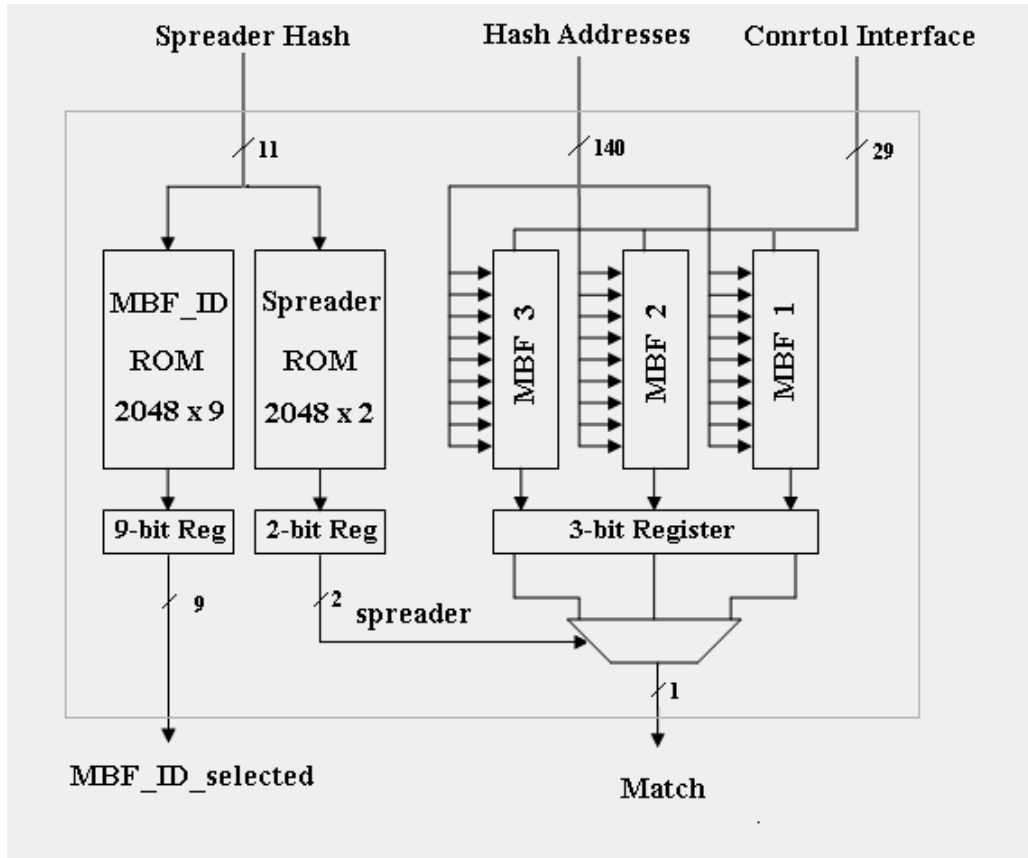 Spreader Hash
Hash Addresses
Conrtol Interface
11
140
29
MBF_ID
ROM
2048 x 9
Spreader
ROM
2048 x 2
MBF 3
MBF 2
MBF 1
9-bit Reg
2-bit Reg
3-bit Register
9
2
spreader
1
MBF_ID_selected
Match